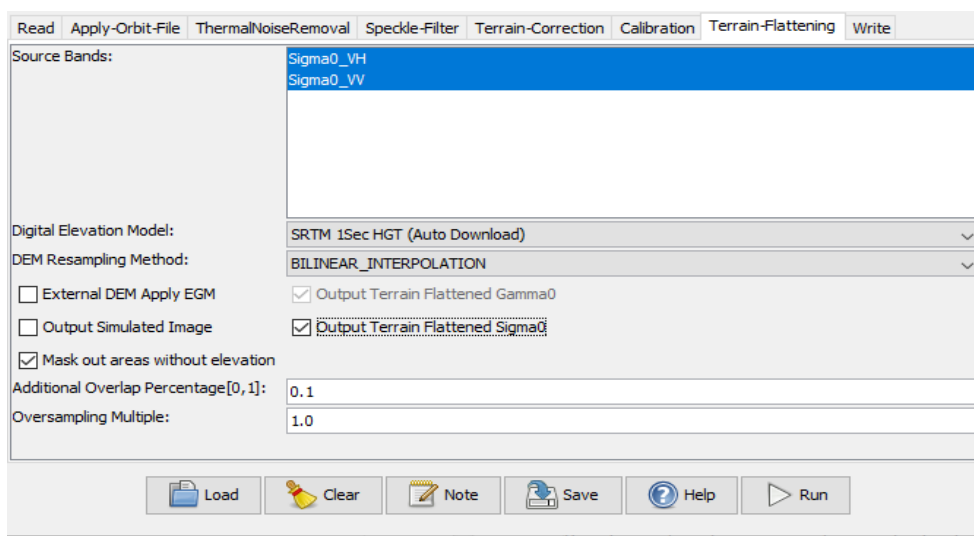 Read Apply-Orbit-File ThermalNoiseRemoval Speckle-Filter Terrain-Correction Calibration Terrain-Flattening Write
Source Bands:
Sigma0_VH
Sigma0_VV
Digital Elevation Model:
SRTM 1Sec HGT (Auto Download)
DEM Resampling Method:
BILINEAR_INTERPOLATION
External DEM Apply EGM
Output Terrain Flattened Gamma0
Output Simulated Image
Output Terrain Flattened Sigma0
Mask out areas without elevation
Additional Overlap Percentage[0,1]:
0.1
Oversampling Multiple:
1.0
Load Clear Note Save Help Run